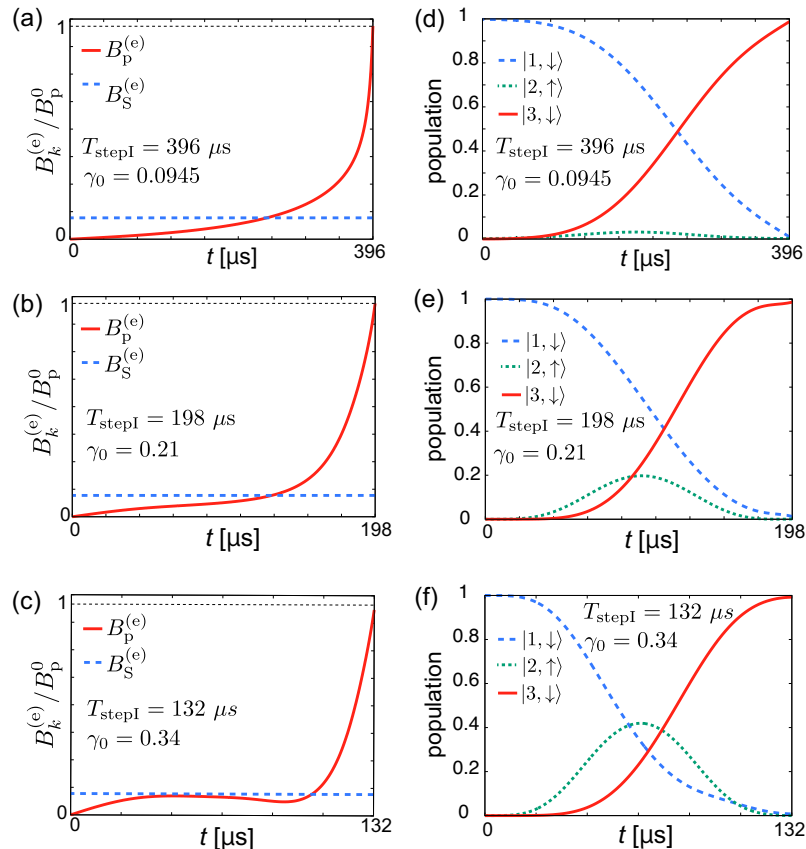 (a)
1
B_p^(e)
B_S^(e)
B_k^(e)/B_p^0
T_stepI = 396 μs
γ_0 = 0.0945
0
0
396
t [μs]
(d)
1
0.8
0.6
0.4
0.2
0
population
|1,↓⟩
|2,↑⟩
|3,↓⟩
T_stepI = 396 μs
γ_0 = 0.0945
0
396
t [μs]
(b)
1
B_p^(e)
B_S^(e)
B_k^(e)/B_p^0
T_stepI = 198 μs
γ_0 = 0.21
0
0
198
t [μs]
(e)
1
0.8
0.6
0.4
0.2
0
population
|1,↓⟩
|2,↑⟩
|3,↓⟩
T_stepI = 198 μs
γ_0 = 0.21
0
198
t [μs]
(c)
1
B_p^(e)
B_S^(e)
B_k^(e)/B_p^0
T_stepI = 132 μs
γ_0 = 0.34
0
0
132
t [μs]
(f)
1
0.8
0.6
0.4
0.2
0
population
T_stepI = 132 μs
γ_0 = 0.34
|1,↓⟩
|2,↑⟩
|3,↓⟩
0
132
t [μs]